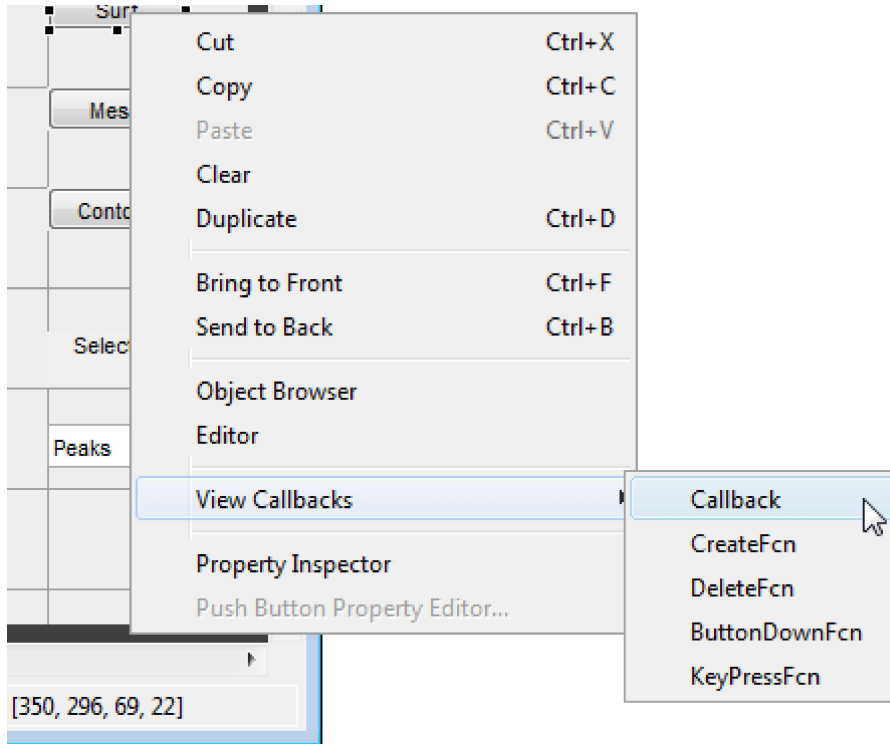 Surf
Cut Ctrl+X
Copy Ctrl+C
Mes
Paste Ctrl+V
Clear
Conto
Duplicate Ctrl+D
Bring to Front Ctrl+F
Send to Back Ctrl+B
Select
Object Browser
Editor
Peaks
View Callbacks
Callback
CreateFcn
Property Inspector
DeleteFcn
Push Button Property Editor...
ButtonDownFcn
KeyPressFcn
[350, 296, 69, 22]